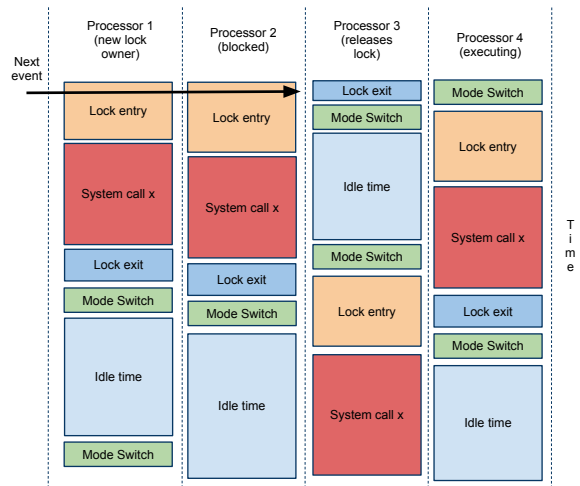 Next
event
Processor 1
(new lock
owner)
Lock entry
System call x
Lock exit
Mode Switch
Idle time
Mode Switch
Processor 2
(blocked)
Lock entry
System call x
Lock exit
Mode Switch
Idle time
Processor 3
(releases
lock)
Lock exit
Mode Switch
Idle time
Mode Switch
Lock entry
System call x
Processor 4
(executing)
Mode Switch
Lock entry
System call x
Lock exit
Mode Switch
Idle time
T
i
m
e